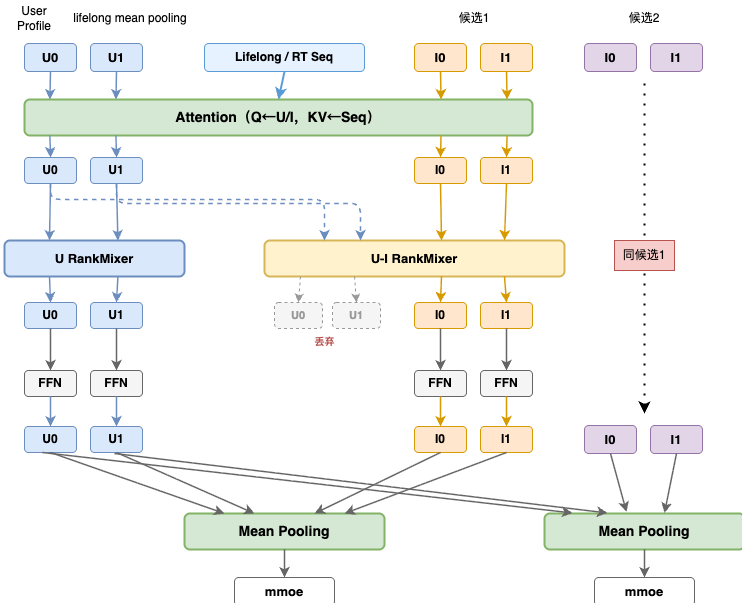 User
Profile
lifelong mean pooling
候选1
候选2
U0
U1
Lifelong / RT Seq
I0
I1
I0
I1
Attention（Q←U/I，KV←Seq）
U0
U1
I0
I1
U RankMixer
U-I RankMixer
同候选1
U0
U1
U0
U1
I0
I1
丢弃
FFN
FFN
FFN
FFN
U0
U1
I0
I1
I0
I1
Mean Pooling
Mean Pooling
mmoe
mmoe